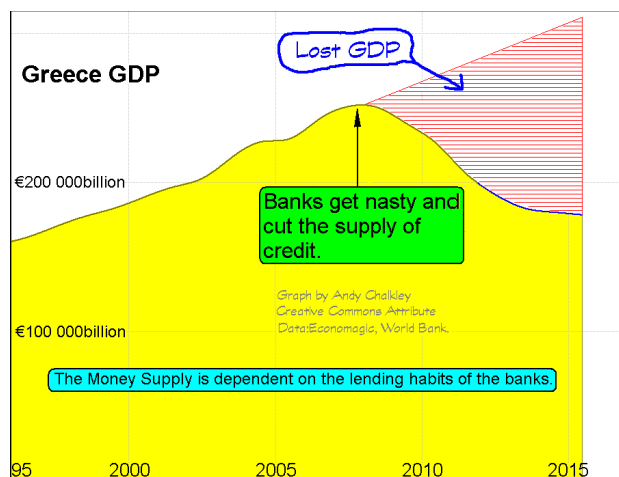 Lost GDP
Greece GDP
€200 000billion
Banks get nasty and
cut the supply of
credit.
Graph by Andy Chalkley
Creative Commons Attribute
Data:Economagic, World Bank.
€100 000billion
The Money Supply is dependent on the lending habits of the banks.
95 2000 2005 2010 2015